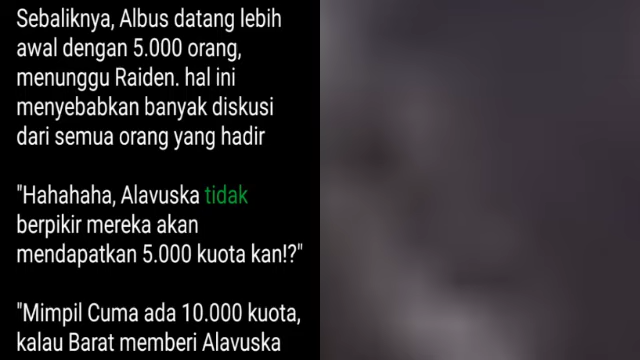 Sebaliknya, Albus datang lebih
awal dengan 5.000 orang,
menunggu Raiden. hal ini
menyebabkan banyak diskusi
dari semua orang yang hadir
"Hahahaha, Alavuska tidak
berpikir mereka akan
mendapatkan 5.000 kuota kan!?"
"Mimpil Cuma ada 10.000 kuota,
kalau Barat memberi Alavuska